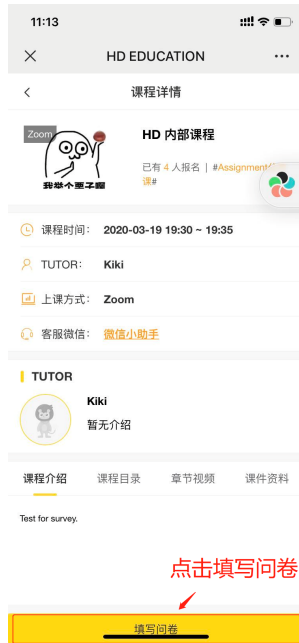 11:13
HD EDUCATION
课程详情
Zoom
我举个栗子啊
HD 内部课程
已有 4 人报名 | #Assignment
课#
课程时间: 2020-03-19 19:30 ~ 19:35
TUTOR: Kiki
上课方式: Zoom
客服微信: 微信小助手
TUTOR
Kiki
暂无介绍
课程介绍 课程目录 章节视频 课件资料
Test for survey.
点击填写问卷
填写问卷